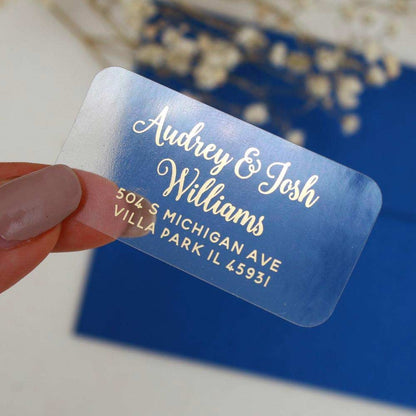 Audrey & Josh
Williams
504 S MICHIGAN AVE
VILLA PARK IL 45931